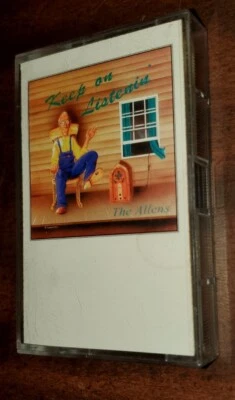 Keep on
Listenin'
The Allens